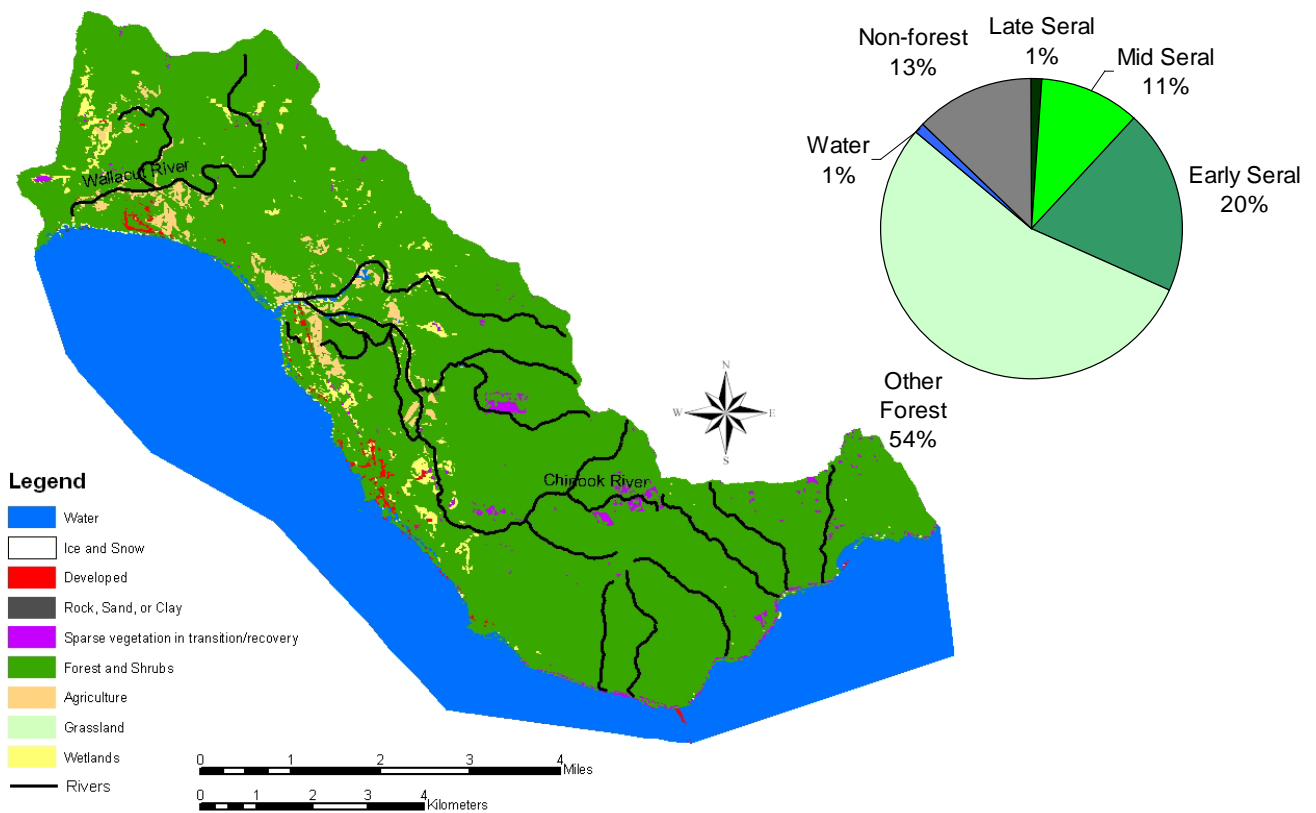 Late Seral
1%
Non-forest
13%
Mid Seral
11%
Water
1%
Early Seral
20%
Other
Forest
54%
Wallacut River
N
W
E
S
Chinook River
Legend
Water
Ice and Snow
Developed
Rock, Sand, or Clay
Sparse vegetation in transition/recovery
Forest and Shrubs
Agriculture
Grassland
Wetlands
Rivers
0 1 2 3 4
Miles
0 1 2 3 4
Kilometers